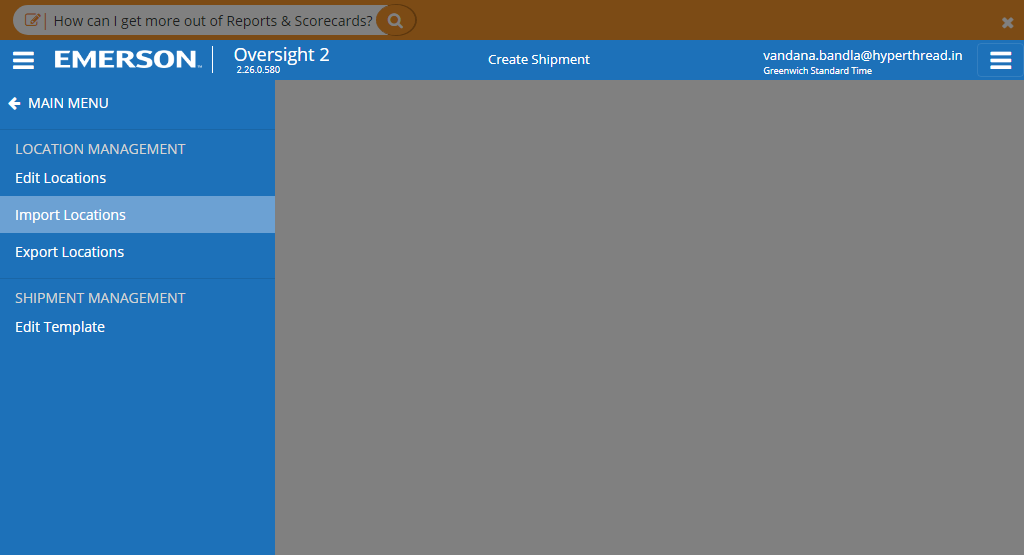 How can I get more out of Reports & Scorecards?
EMERSON™
Oversight 2
2.26.0.580
Create Shipment
vandana.bandla@hyperthread.in
Greenwich Standard Time
MAIN MENU
LOCATION MANAGEMENT
Edit Locations
Import Locations
Export Locations
SHIPMENT MANAGEMENT
Edit Template